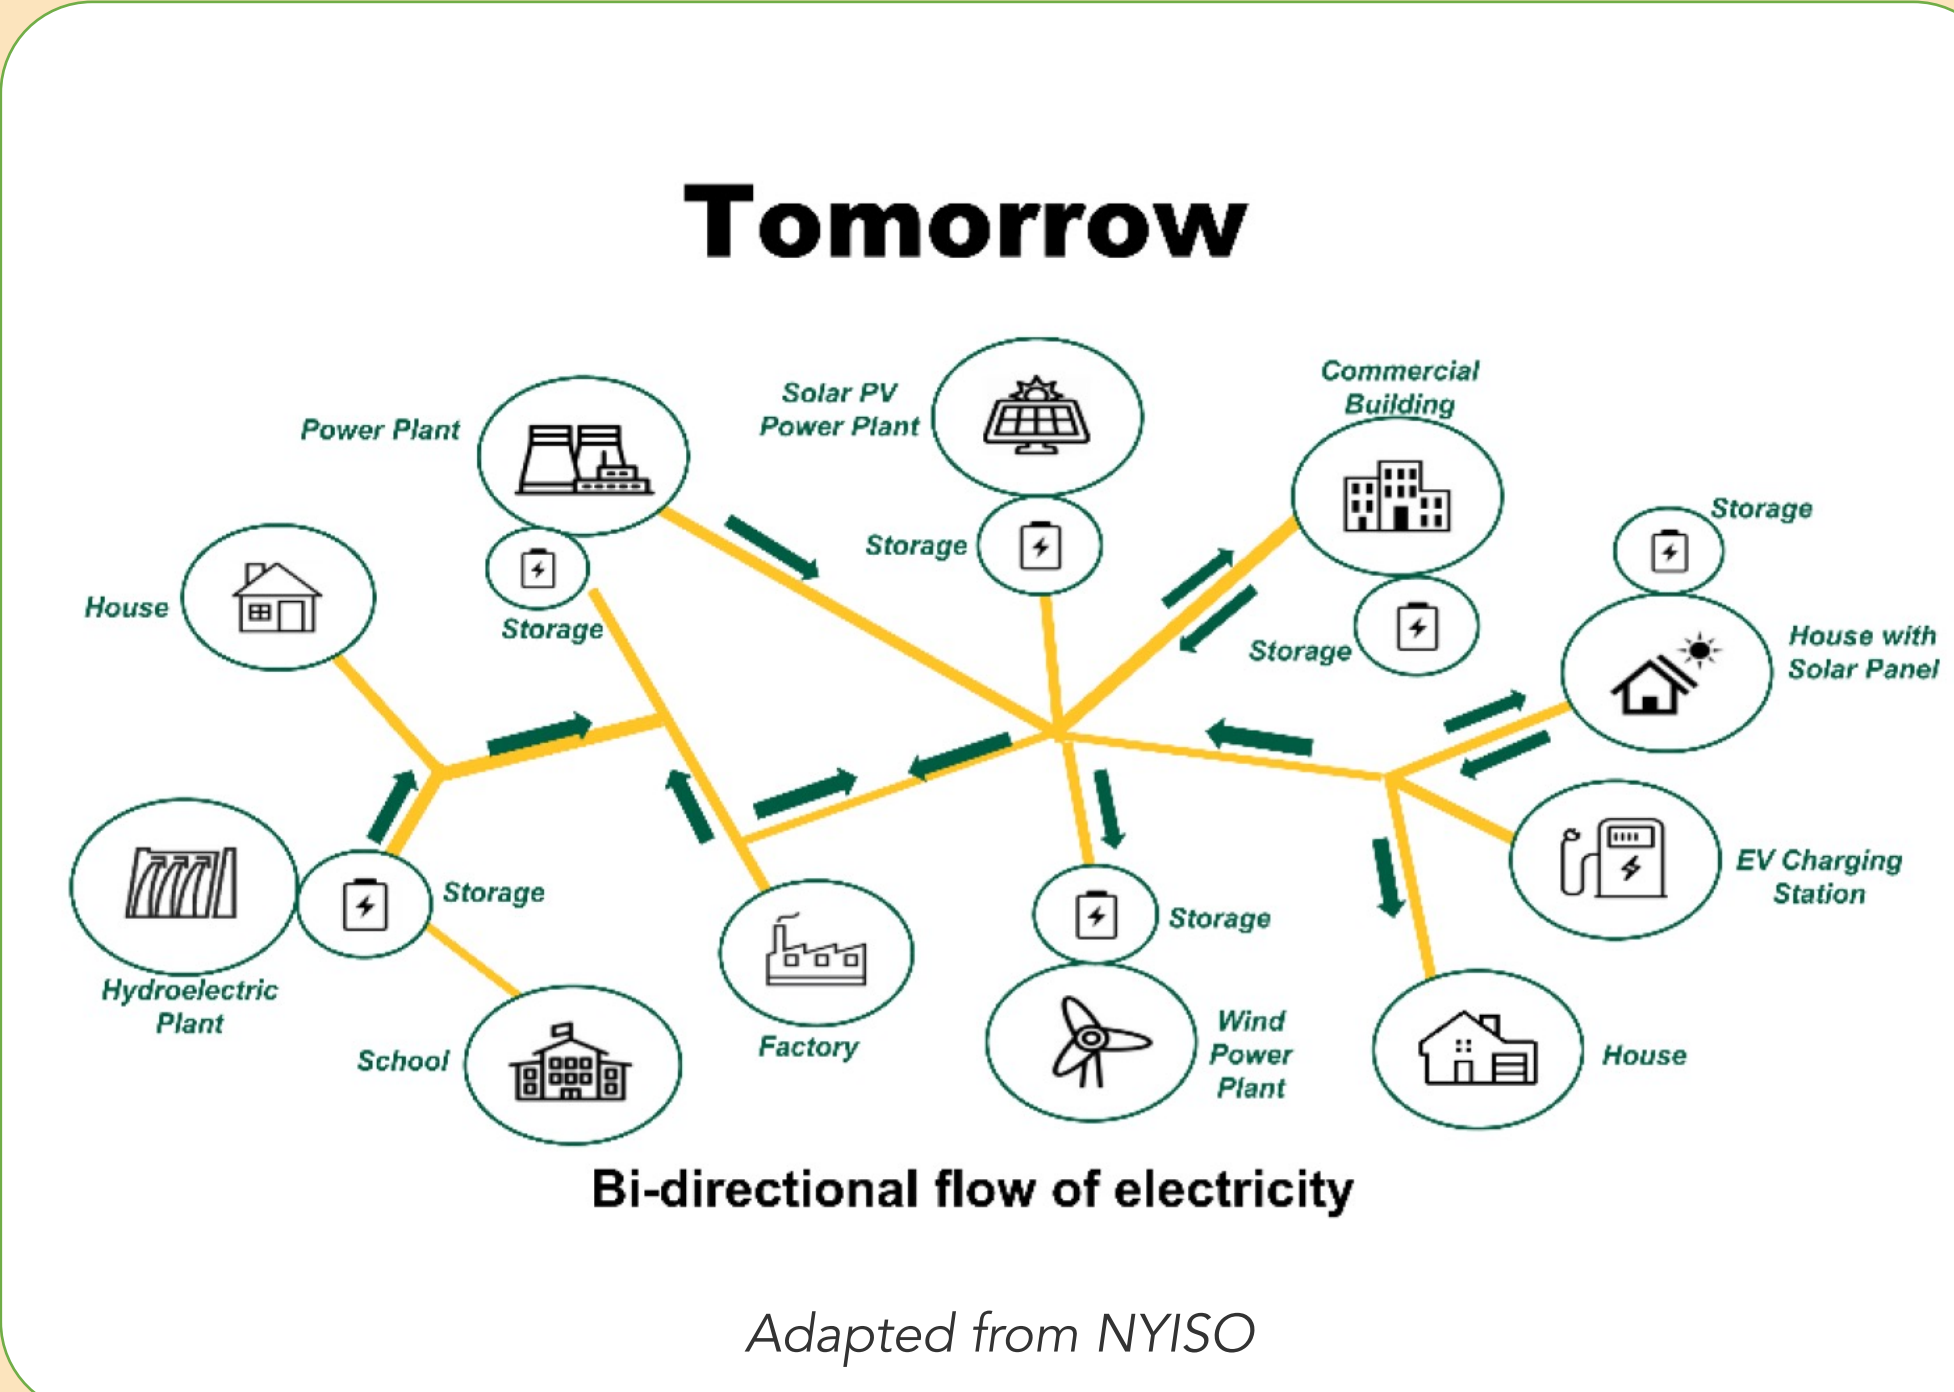 Tomorrow
Power Plant
Storage
Solar PV
Power Plant
Storage
Commercial
Building
Storage
Storage
House with
Solar Panel
House
Hydroelectric
Plant
Storage
School
Factory
Storage
Wind
Power
Plant
EV Charging
Station
House
Bi-directional flow of electricity
Adapted from NYISO